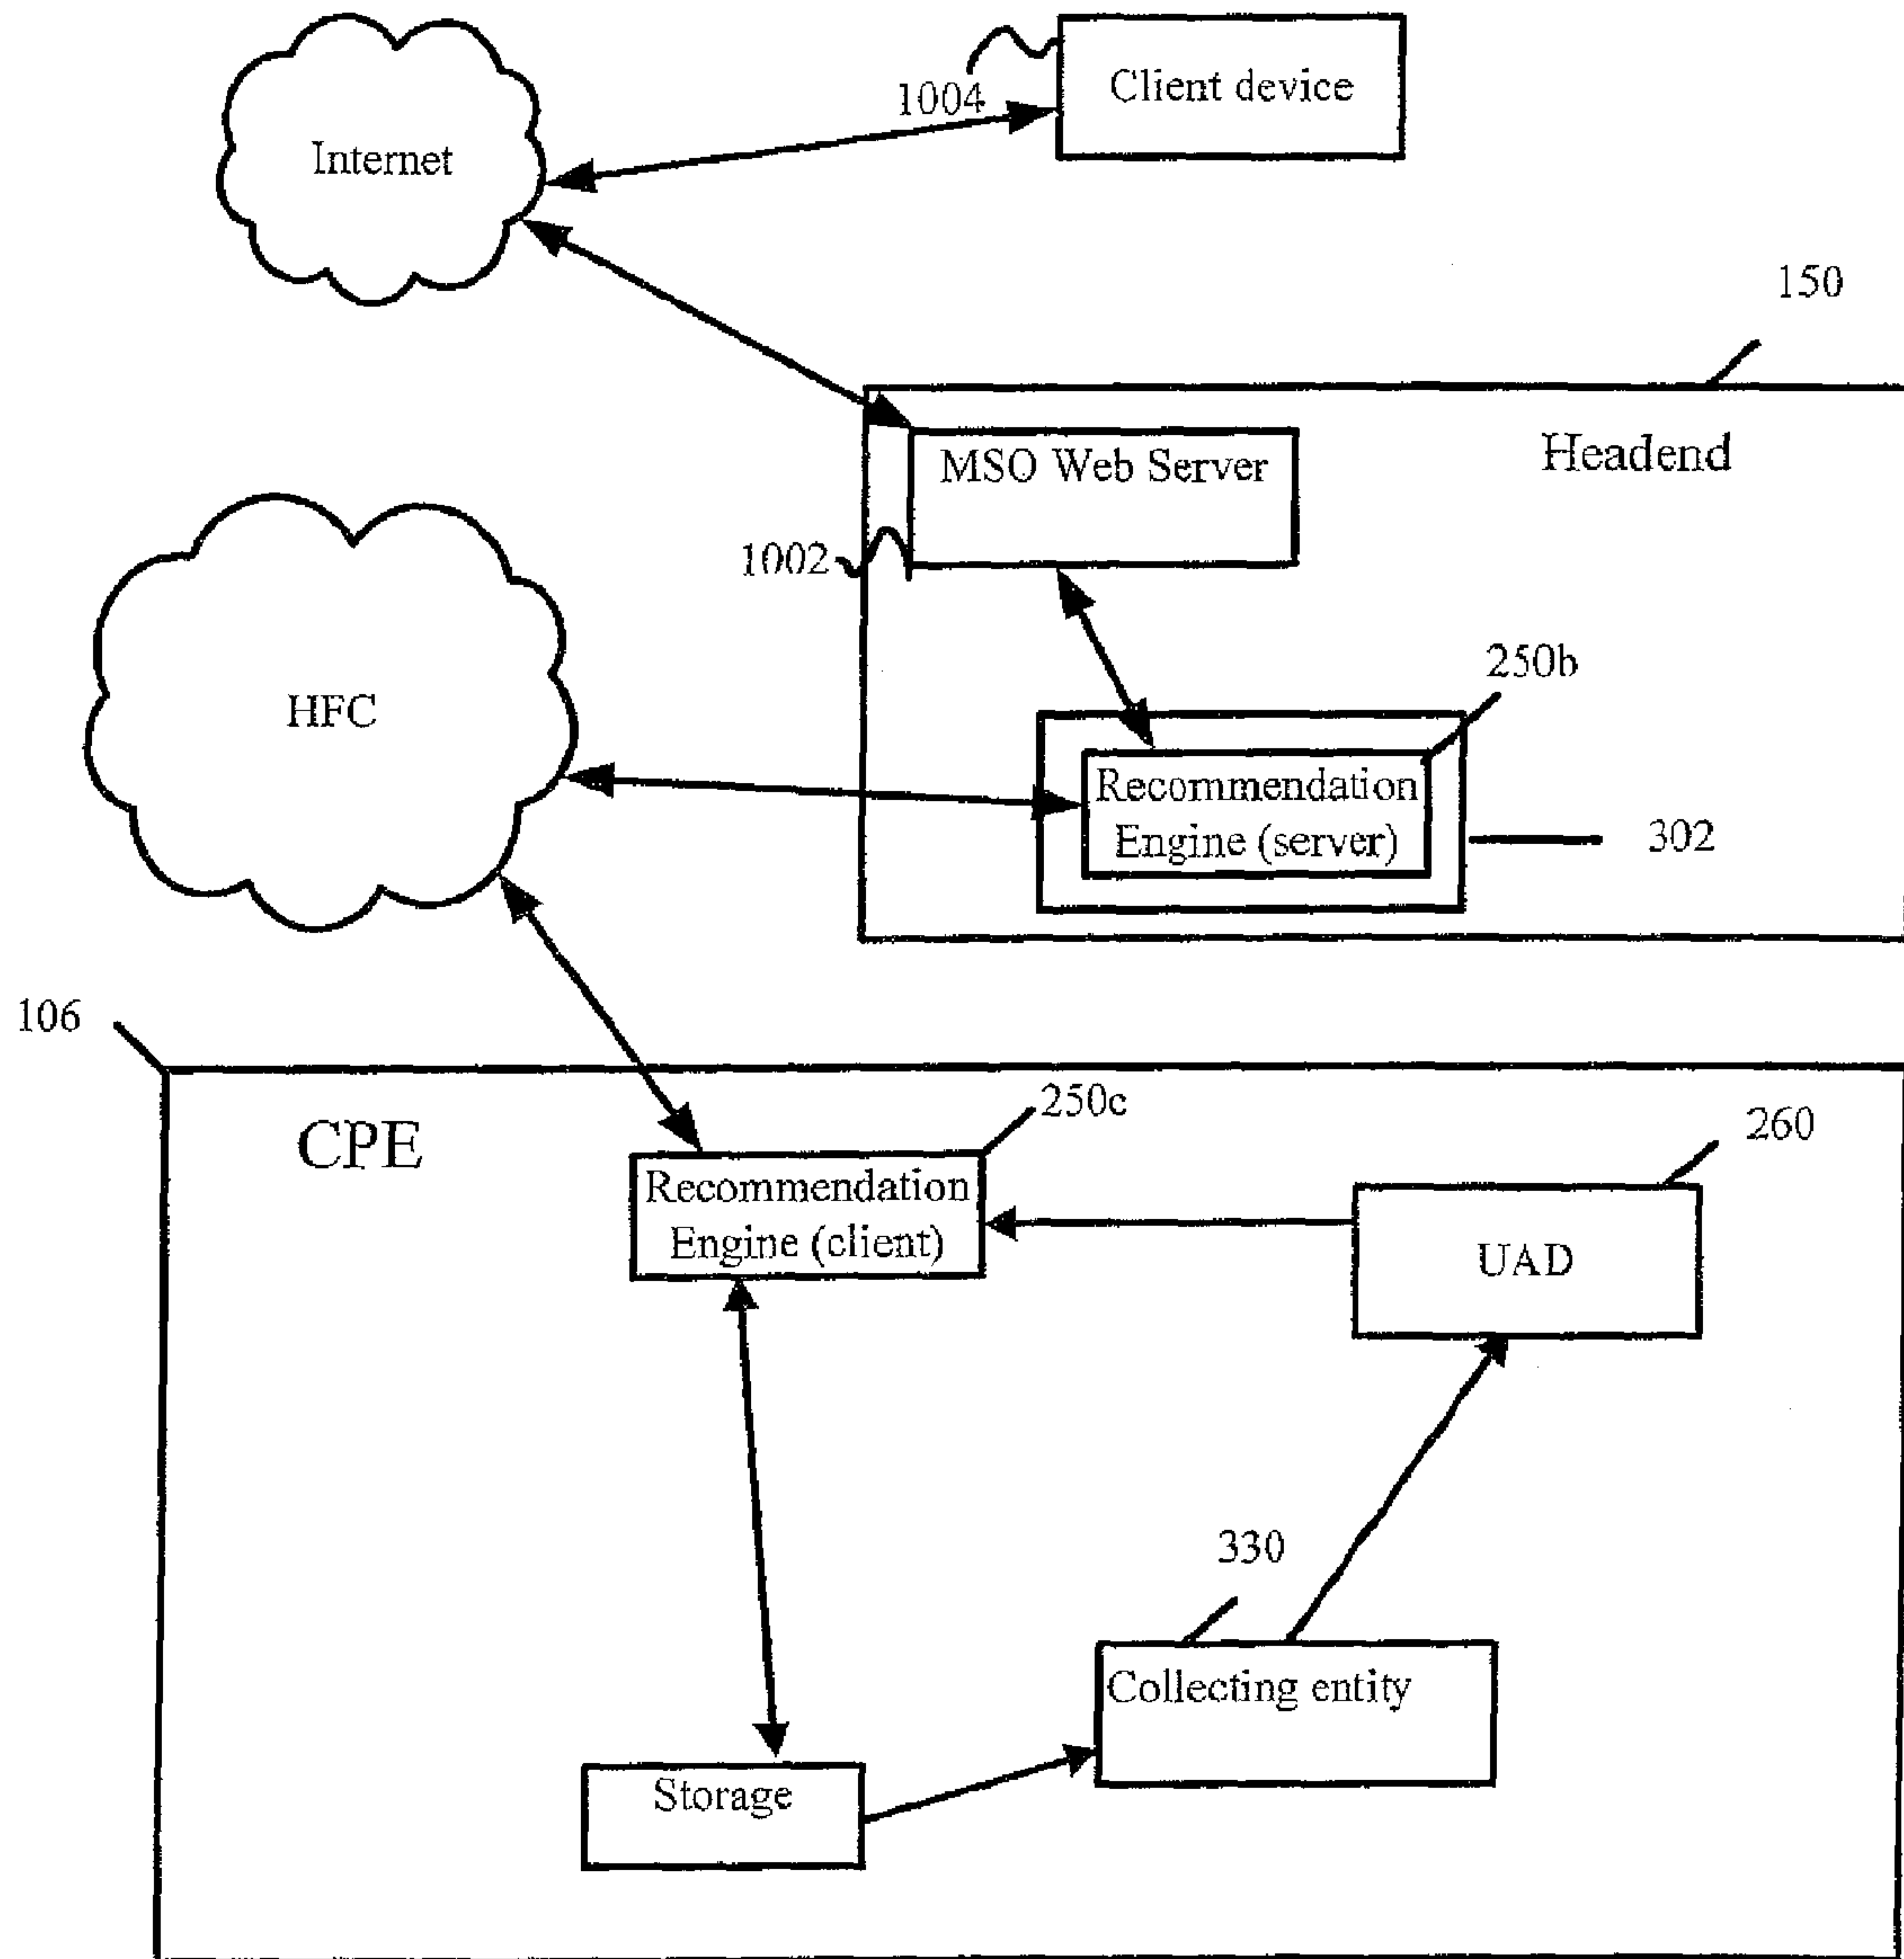 Client device
1004
Internet
150
Headend
MSO Web Server
1002
250b
HFC
Recommendation
Engine (server)
302
106
CPE
250c
260
Recommendation
Engine (client)
UAD
330
Collecting entity
Storage